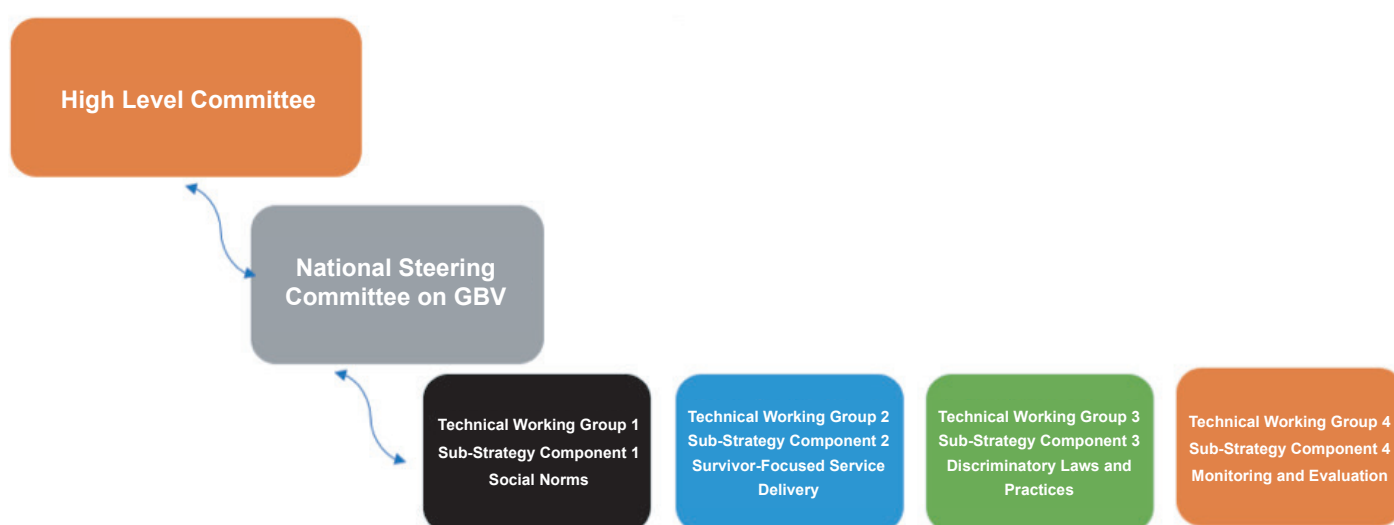 High Level Committee
National Steering
Committee on GBV
Technical Working Group 1
Sub-Strategy Component 1
Social Norms
Technical Working Group 2
Sub-Strategy Component 2
Survivor-Focused Service
Delivery
Technical Working Group 3
Sub-Strategy Component 3
Discriminatory Laws and
Practices
Technical Working Group 4
Sub-Strategy Component 4
Monitoring and Evaluation